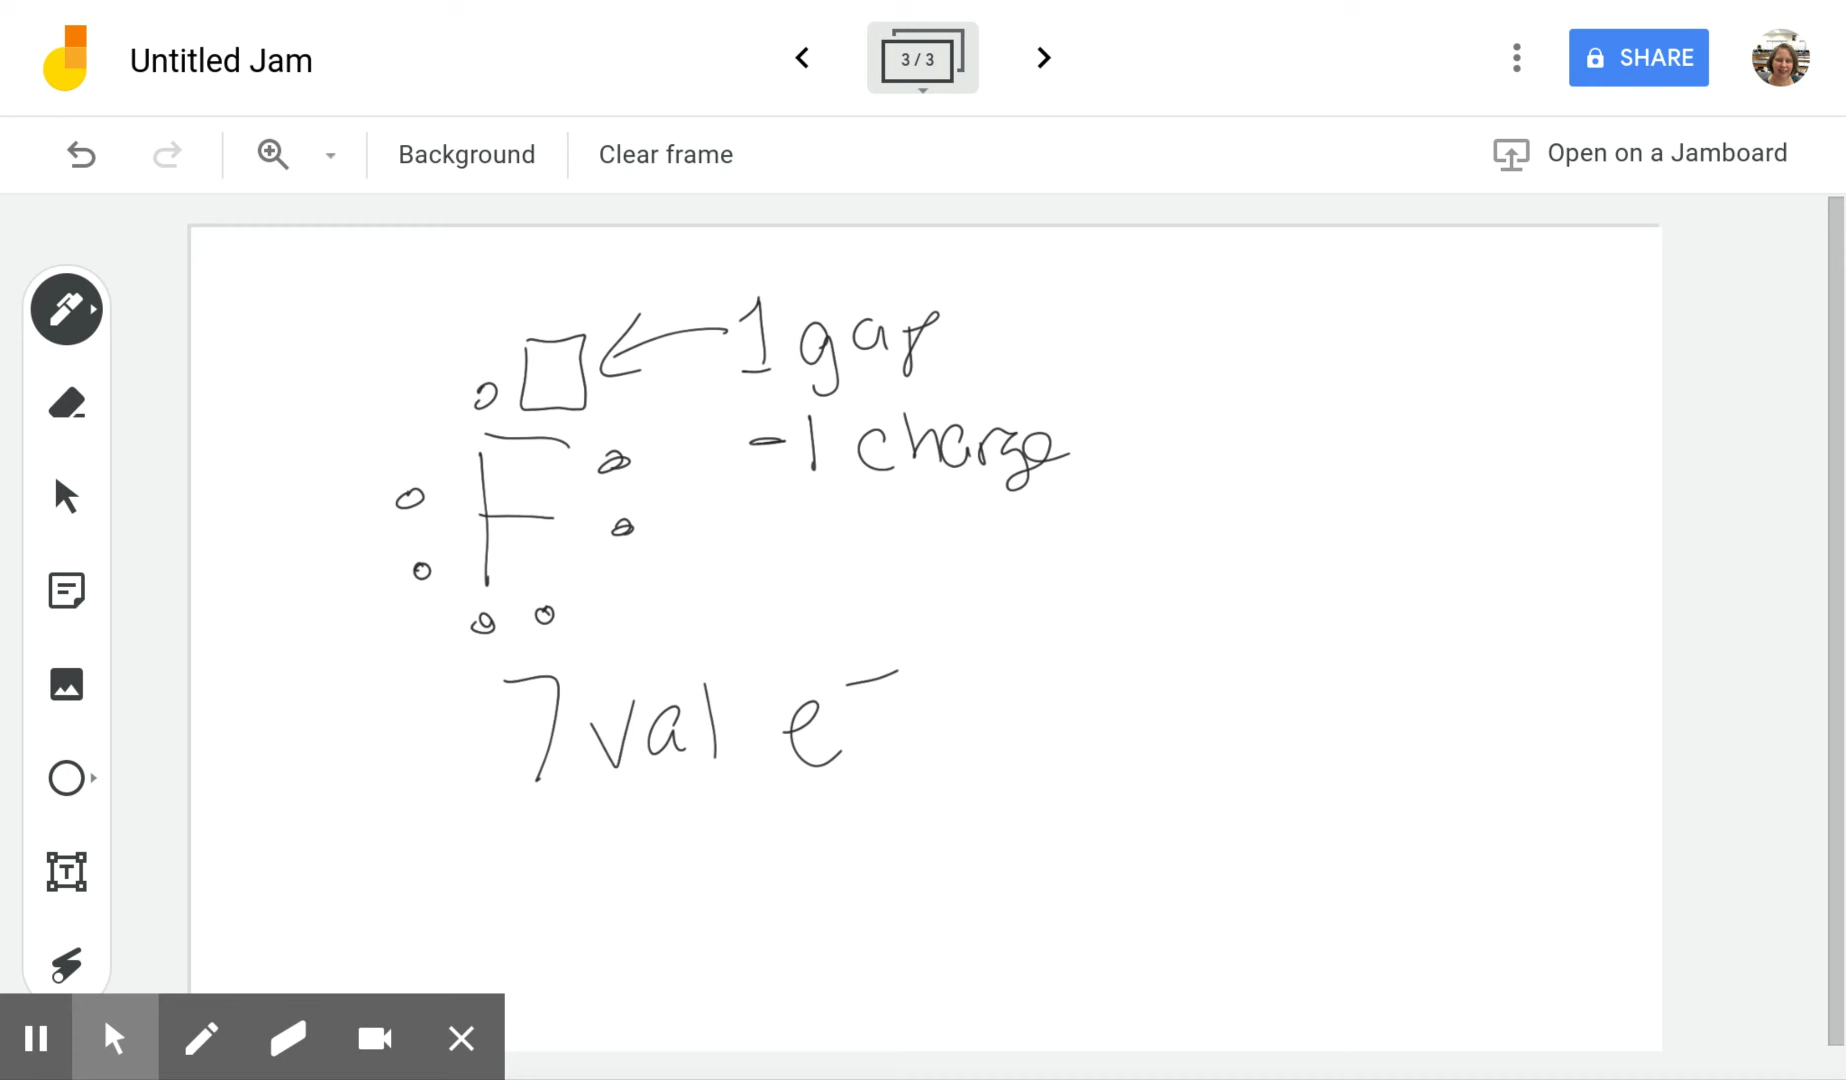 Untitled Jam
3 / 3
SHARE
Background
Clear frame
Open on a Jamboard
1 gap
-1 charge
F
7 val e⁻
T